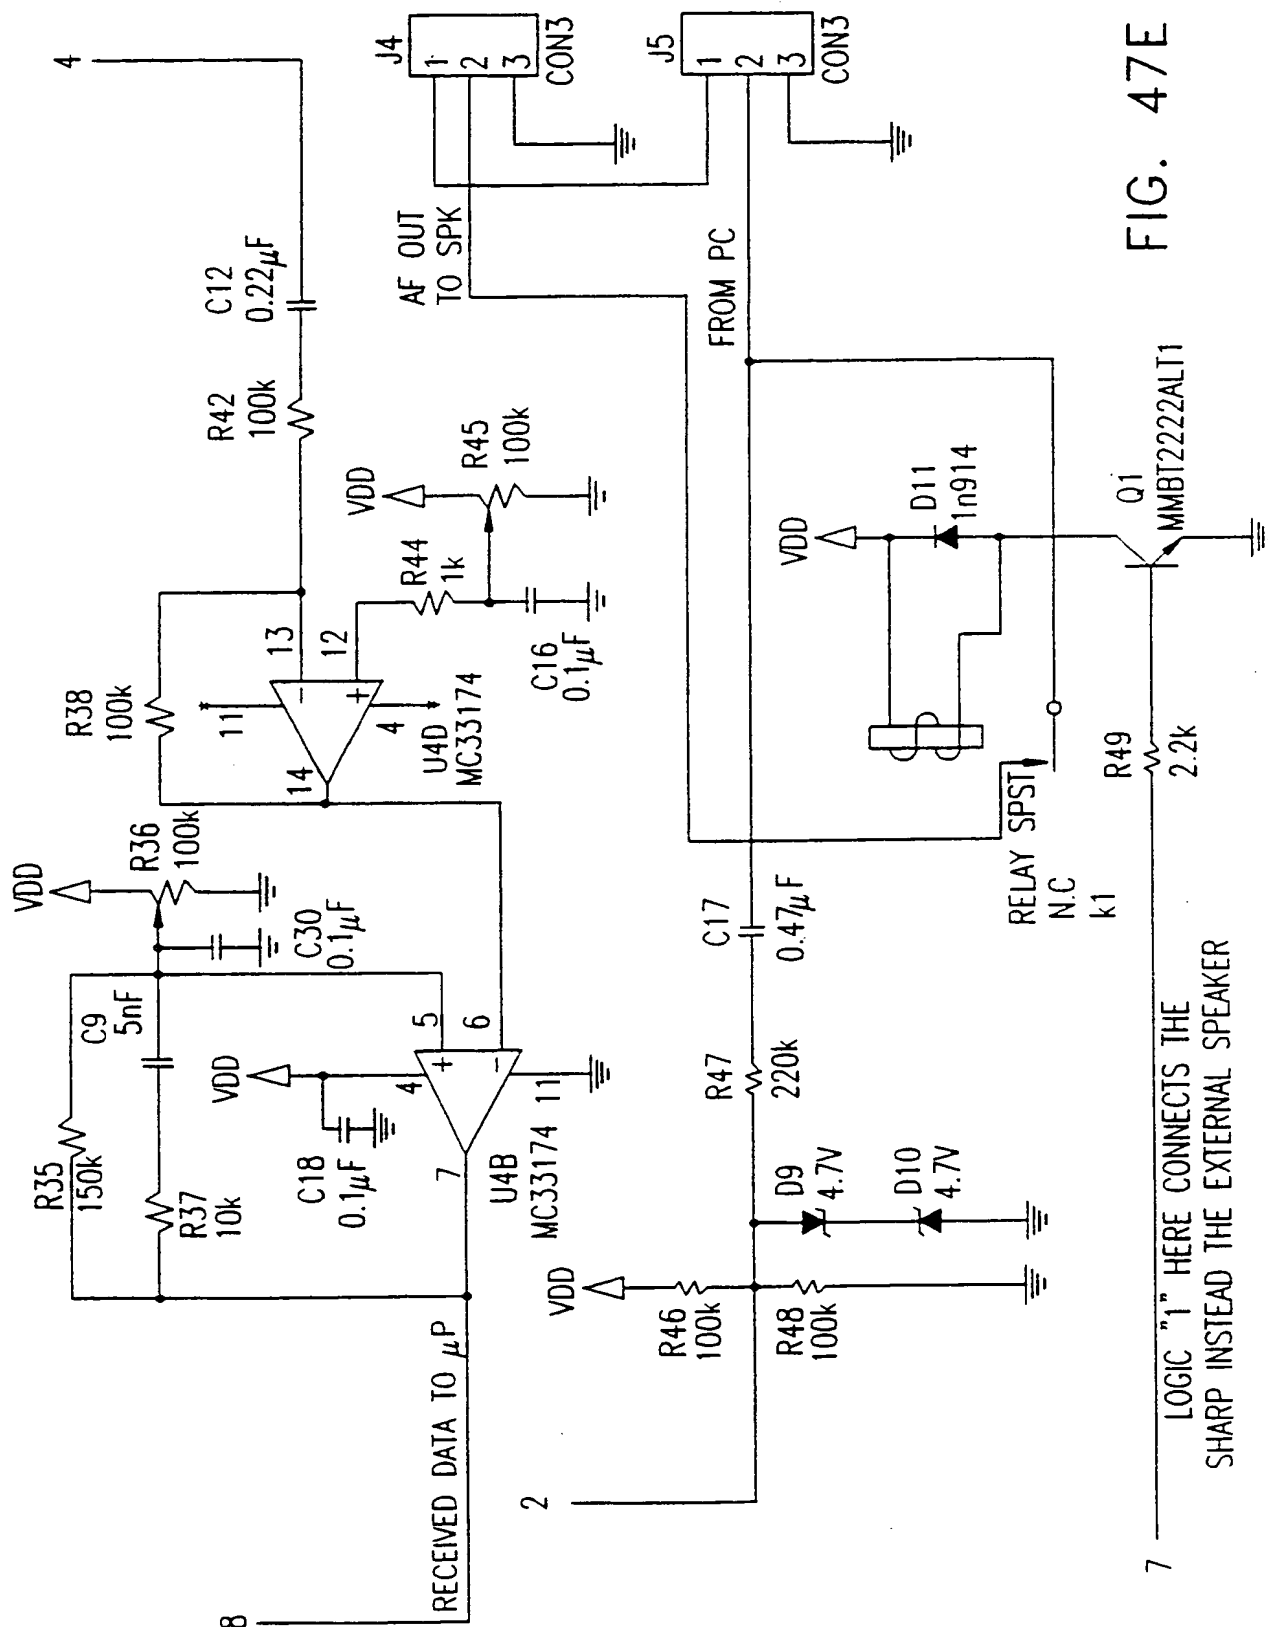 4
J4
1
2
3
CON3
J5
1
2
3
CON3
FIG. 47E
C12
0.22µF
AF OUT
TO SPK
FROM PC
R42
100k
VDD
R45
100k
R44
1k
C16
0.1µF
13
12
11
4
14
U4D
MC33174
R38
100k
VDD
D11
1n914
Q1
MMBT2222ALT1
R49
2.2k
RELAY SPST
N.C
k1
VDD
R36
100k
C30
0.1µF
C9
5nF
R35
150k
R37
10k
VDD
C18
0.1µF
5
6
4
11
7
U4B
MC33174
C17
0.47µF
R47
220k
D9
4.7V
D10
4.7V
VDD
R46
100k
R48
100k
RECEIVED DATA TO µP
8
2
7
LOGIC "1" HERE CONNECTS THE
SHARP INSTEAD THE EXTERNAL SPEAKER